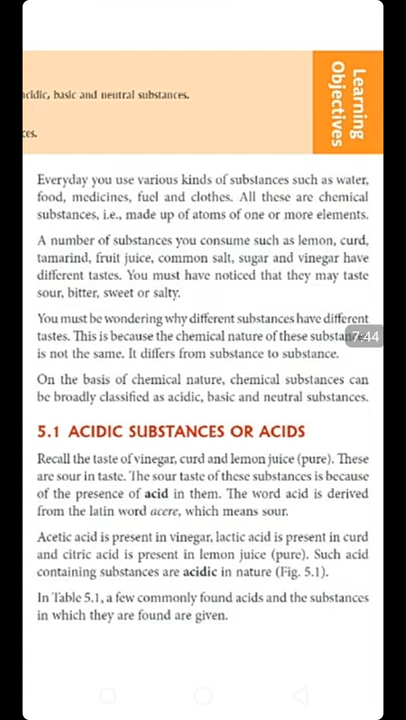 Learning
Objectives
cidic, basic and neutral substances.
ces.
Everyday you use various kinds of substances such as water,
food, medicines, fuel and clothes. All these are chemical
substances, i.e., made up of atoms of one or more elements.
A number of substances you consume such as lemon, curd,
tamarind, fruit juice, common salt, sugar and vinegar have
different tastes. You must have noticed that they may taste
sour, bitter, sweet or salty.
You must be wondering why different substances have different
tastes. This is because the chemical nature of these substan
7:44
is not the same. It differs from substance to substance.
On the basis of chemical nature, chemical substances can
be broadly classified as acidic, basic and neutral substances.
5.1 ACIDIC SUBSTANCES OR ACIDS
Recall the taste of vinegar, curd and lemon juice (pure). These
are sour in taste. The sour taste of these substances is because
of the presence of acid in them. The word acid is derived
from the latin word acere, which means sour.
Acetic acid is present in vinegar, lactic acid is present in curd
and citric acid is present in lemon juice (pure). Such acid
containing substances are acidic in nature (Fig. 5.1).
In Table 5.1, a few commonly found acids and the substances
in which they are found are given.